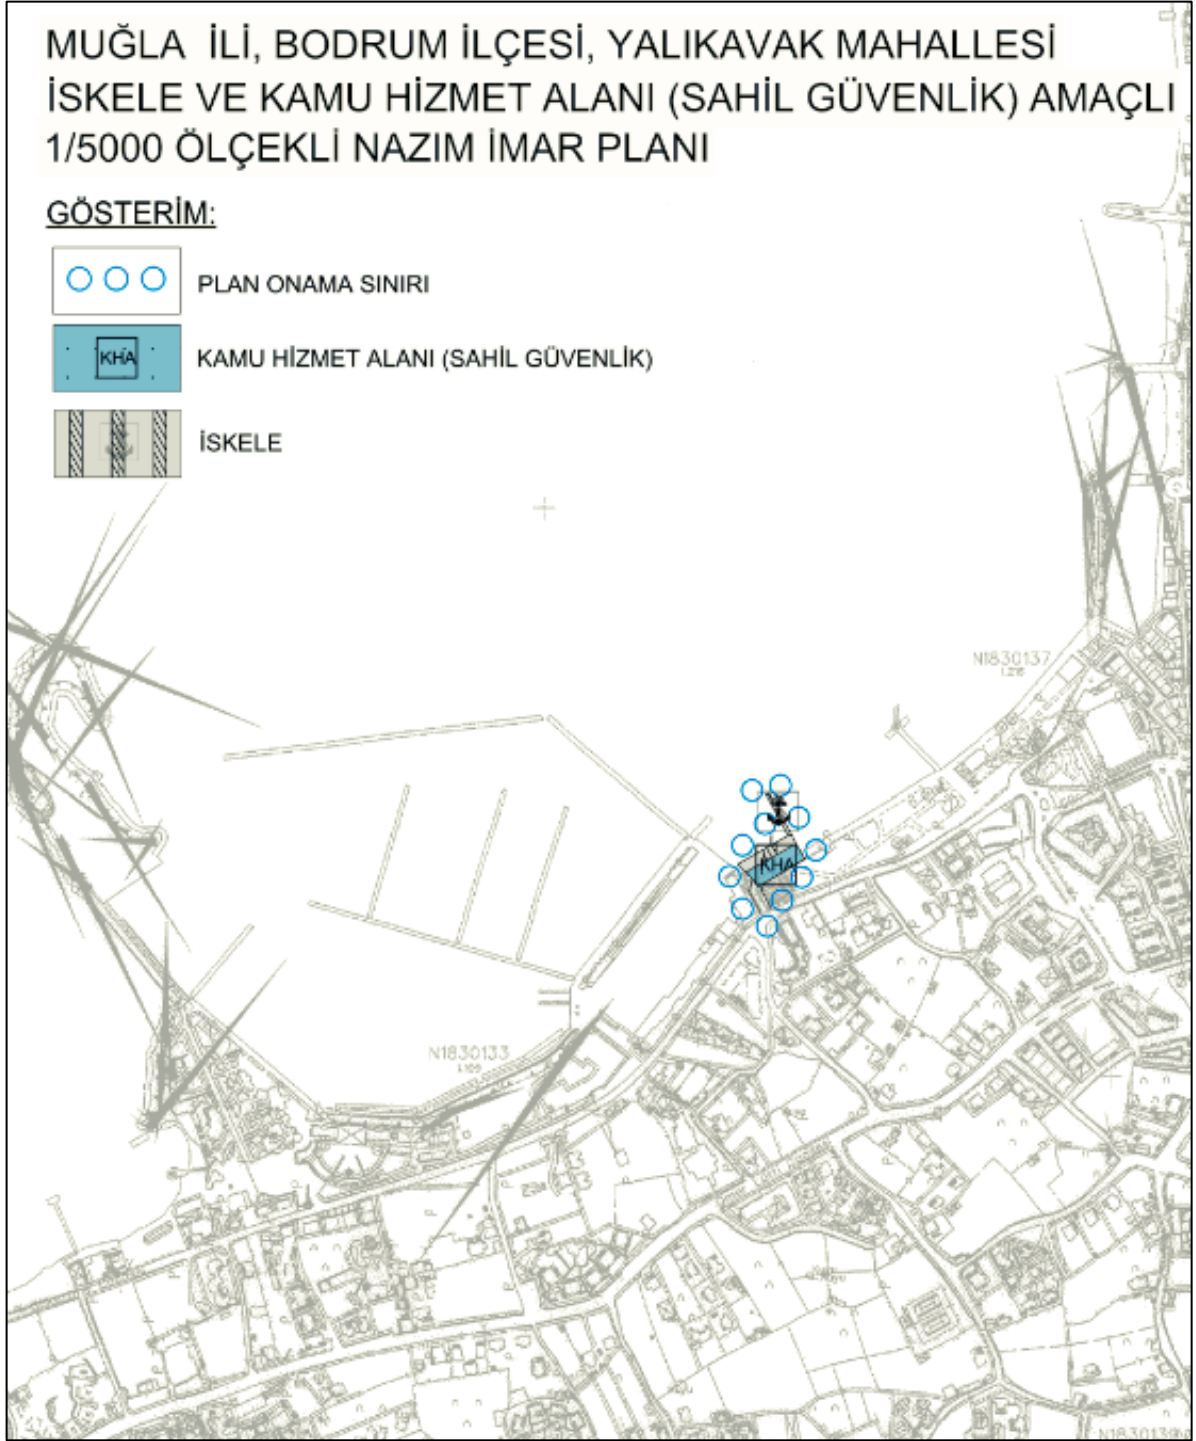 MUĞLA İLİ, BODRUM İLÇESİ, YALIKAVAK MAHALLESİ
İSKELE VE KAMU HİZMET ALANI (SAHİL GÜVENLİK) AMAÇLI
1/5000 ÖLÇEKLİ NAZIM İMAR PLANI
GÖSTERİM:
PLAN ONAMA SINIRI
KHA
KAMU HİZMET ALANI (SAHİL GÜVENLİK)
İSKELE
N1830137
KHA
N1830133
N1830139